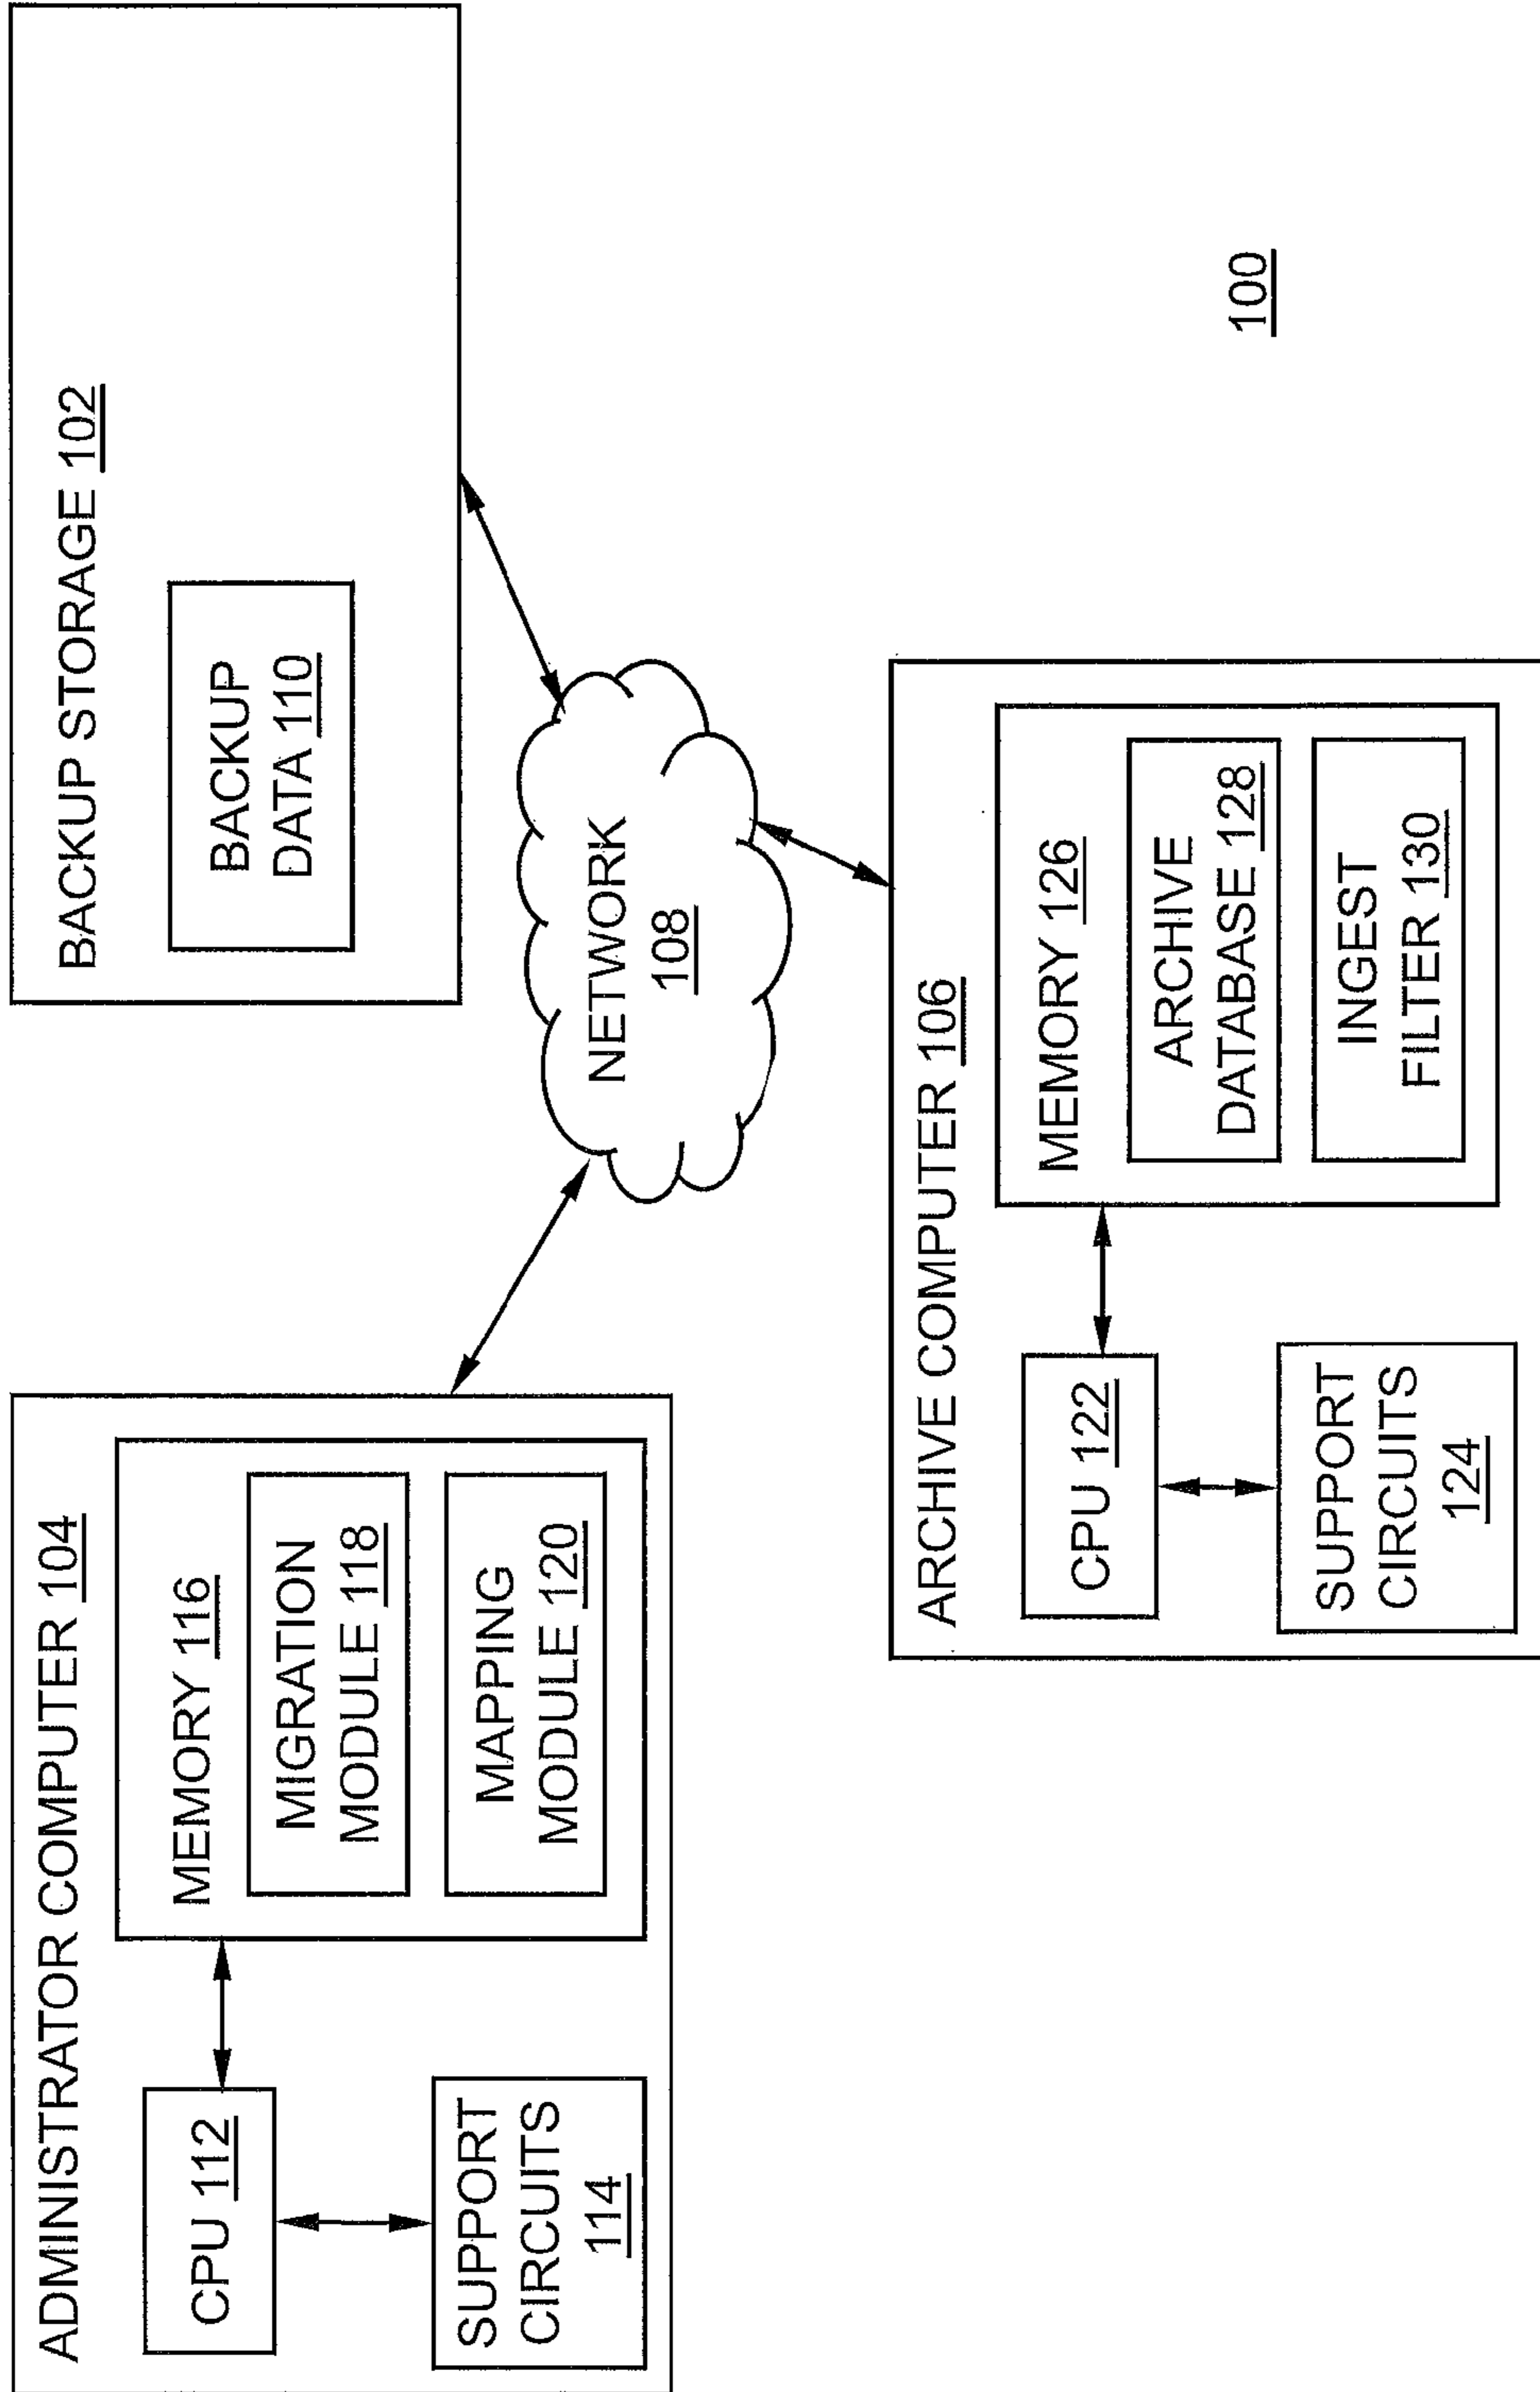 ADMINISTRATOR COMPUTER 104
CPU 112
SUPPORT
CIRCUITS
114
MEMORY 116
MIGRATION
MODULE 118
MAPPING
MODULE 120
BACKUP STORAGE 102
BACKUP
DATA 110
NETWORK
108
ARCHIVE COMPUTER 106
CPU 122
SUPPORT
CIRCUITS
124
MEMORY 126
ARCHIVE
DATABASE 128
INGEST
FILTER 130
100